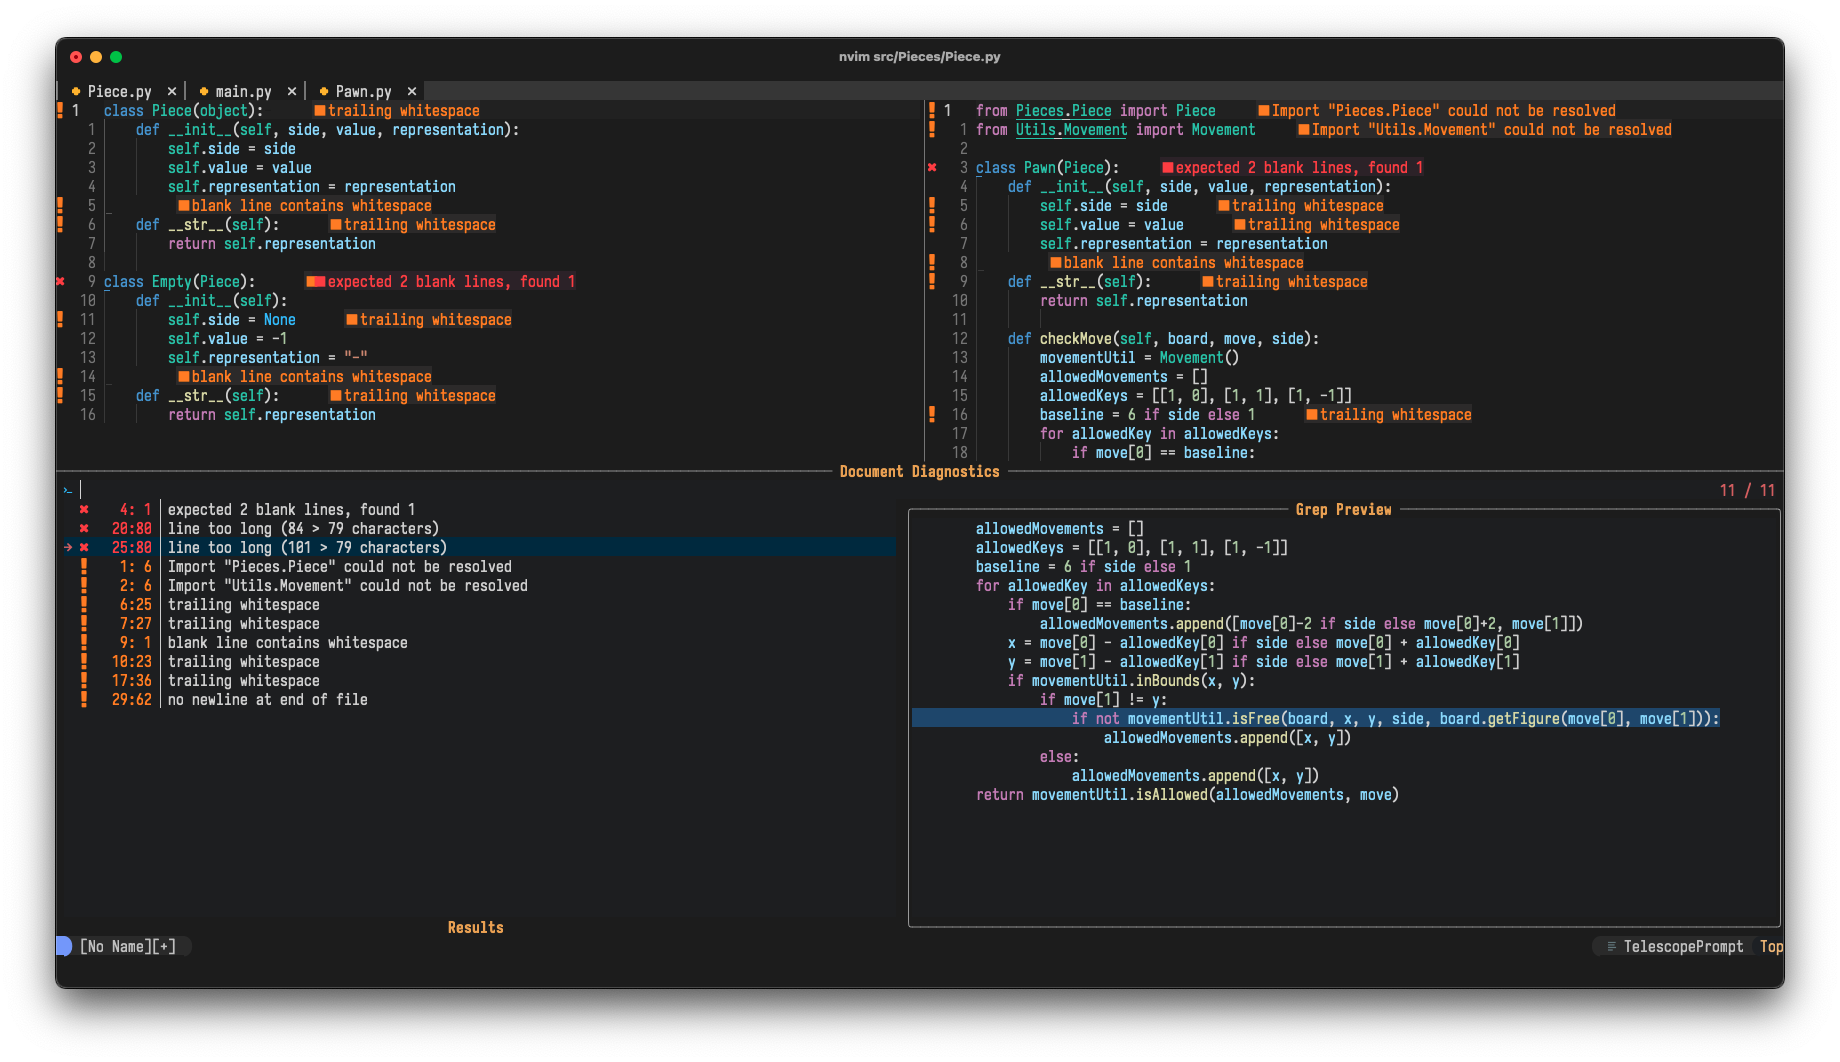 nvim src/Pieces/Piece.py
Piece.py × main.py × Pawn.py ×
1 class Piece(object): trailing whitespace
1 def __init__(self, side, value, representation):
2 self.side = side
3 self.value = value
4 self.representation = representation
5 blank line contains whitespace
6 def __str__(self): trailing whitespace
7 return self.representation
8
9 class Empty(Piece): expected 2 blank lines, found 1
10 def __init__(self):
11 self.side = None trailing whitespace
12 self.value = -1
13 self.representation = "-"
14 blank line contains whitespace
15 def __str__(self): trailing whitespace
16 return self.representation
1 from Pieces.Piece import Piece Import "Pieces.Piece" could not be resolved
1 from Utils.Movement import Movement Import "Utils.Movement" could not be resolved
2
3 class Pawn(Piece): expected 2 blank lines, found 1
4 def __init__(self, side, value, representation):
5 self.side = side trailing whitespace
6 self.value = value trailing whitespace
7 self.representation = representation
8 blank line contains whitespace
9 def __str__(self): trailing whitespace
10 return self.representation
11
12 def checkMove(self, board, move, side):
13 movementUtil = Movement()
14 allowedMovements = []
15 allowedKeys = [[1, 0], [1, 1], [1, -1]]
16 baseline = 6 if side else 1 trailing whitespace
17 for allowedKey in allowedKeys:
18 if move[0] == baseline:
Document Diagnostics
11 / 11
4: 1 expected 2 blank lines, found 1
20:80 line too long (84 > 79 characters)
25:80 line too long (101 > 79 characters)
1: 6 Import "Pieces.Piece" could not be resolved
2: 6 Import "Utils.Movement" could not be resolved
6:25 trailing whitespace
7:27 trailing whitespace
9: 1 blank line contains whitespace
10:23 trailing whitespace
17:36 trailing whitespace
29:62 no newline at end of file
Results
Grep Preview
allowedMovements = []
allowedKeys = [[1, 0], [1, 1], [1, -1]]
baseline = 6 if side else 1
for allowedKey in allowedKeys:
if move[0] == baseline:
allowedMovements.append([move[0]-2 if side else move[0]+2, move[1]])
x = move[0] - allowedKey[0] if side else move[0] + allowedKey[0]
y = move[1] - allowedKey[1] if side else move[1] + allowedKey[1]
if movementUtil.inBounds(x, y):
if move[1] != y:
if not movementUtil.isFree(board, x, y, side, board.getFigure(move[0], move[1])):
allowedMovements.append([x, y])
else:
allowedMovements.append([x, y])
return movementUtil.isAllowed(allowedMovements, move)
[No Name][+]
TelescopePrompt Top